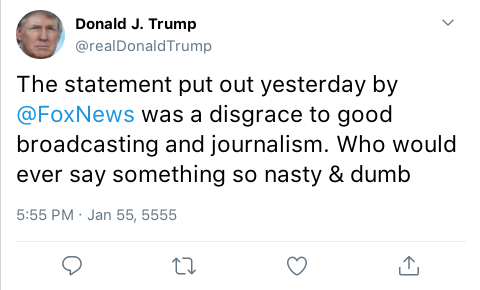 Donald J. Trump
@realDonaldTrump
The statement put out yesterday by
@FoxNews was a disgrace to good
broadcasting and journalism. Who would
ever say something so nasty & dumb
5:55 PM · Jan 55, 5555